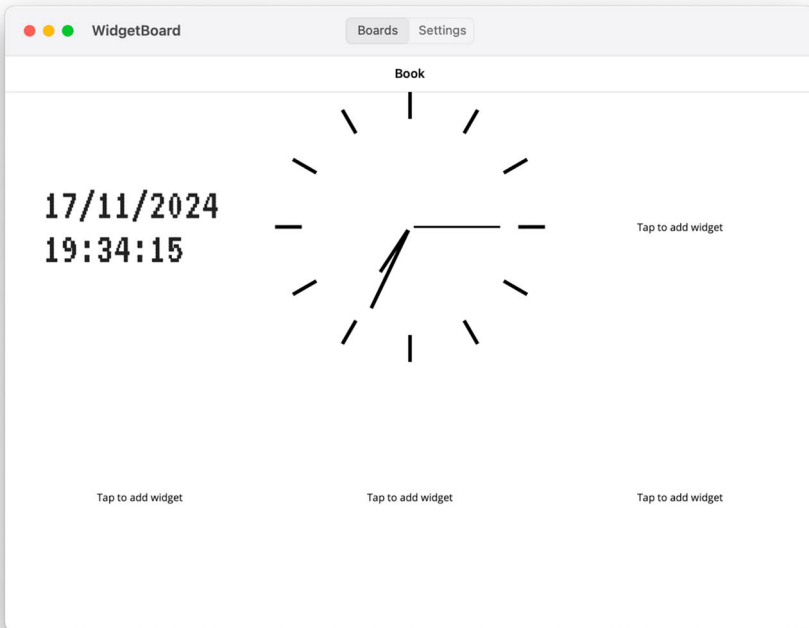 WidgetBoard
Boards
Settings
Book
17/11/2024
19:34:15
Tap to add widget
Tap to add widget
Tap to add widget
Tap to add widget